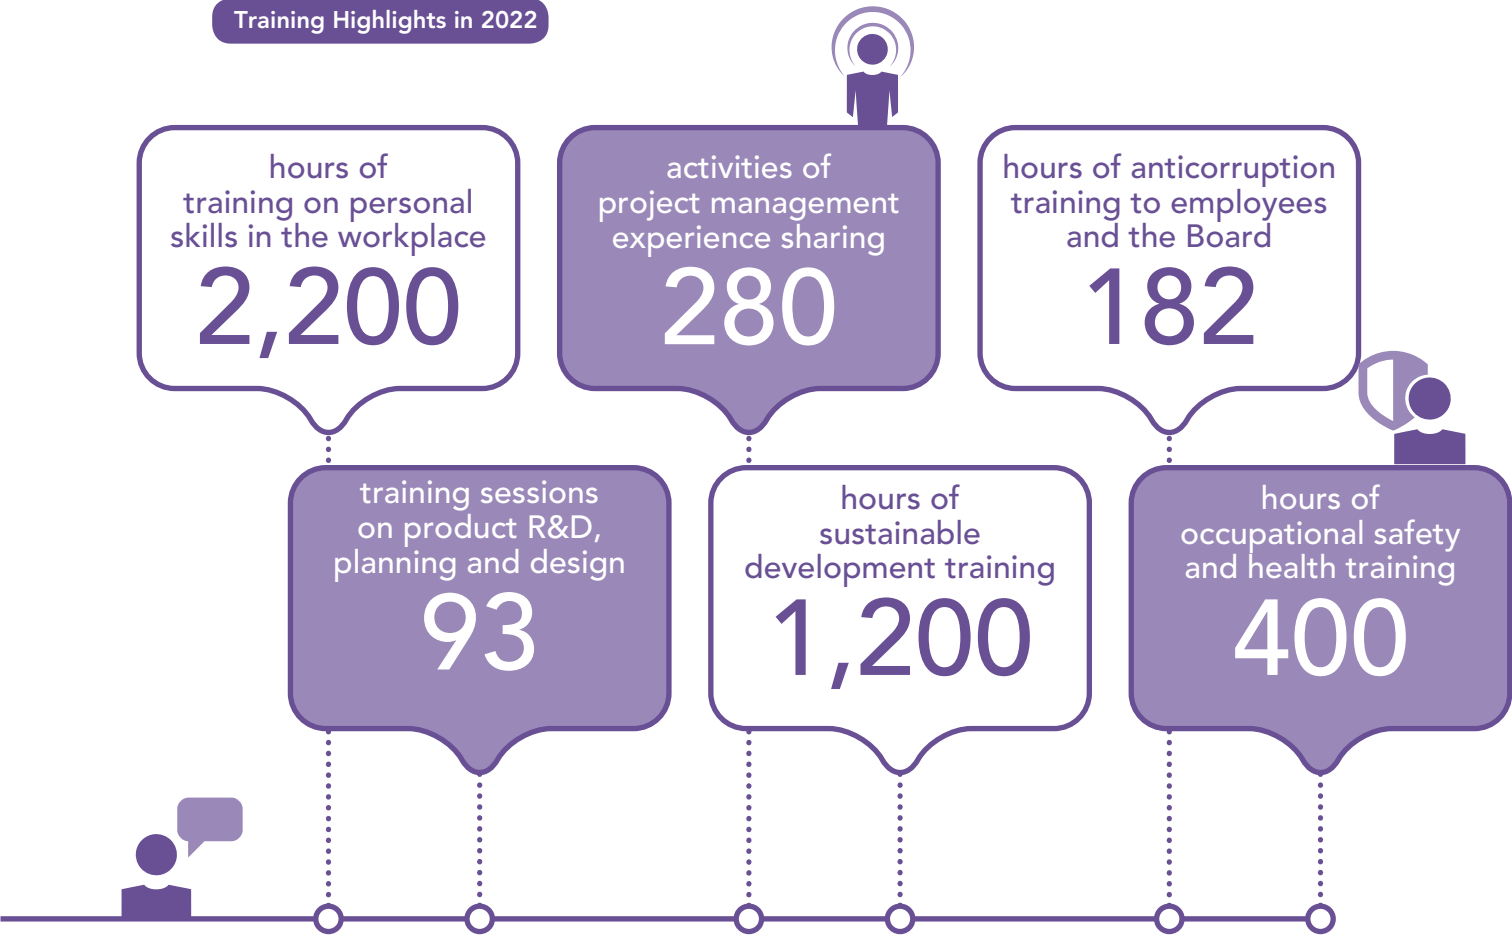 Training Highlights in 2022
hours of
training on personal
skills in the workplace
2,200
activities of
project management
experience sharing
280
hours of anticorruption
training to employees
and the Board
182
training sessions
on product R&D,
planning and design
93
hours of
sustainable
development training
1,200
hours of
occupational safety
and health training
400